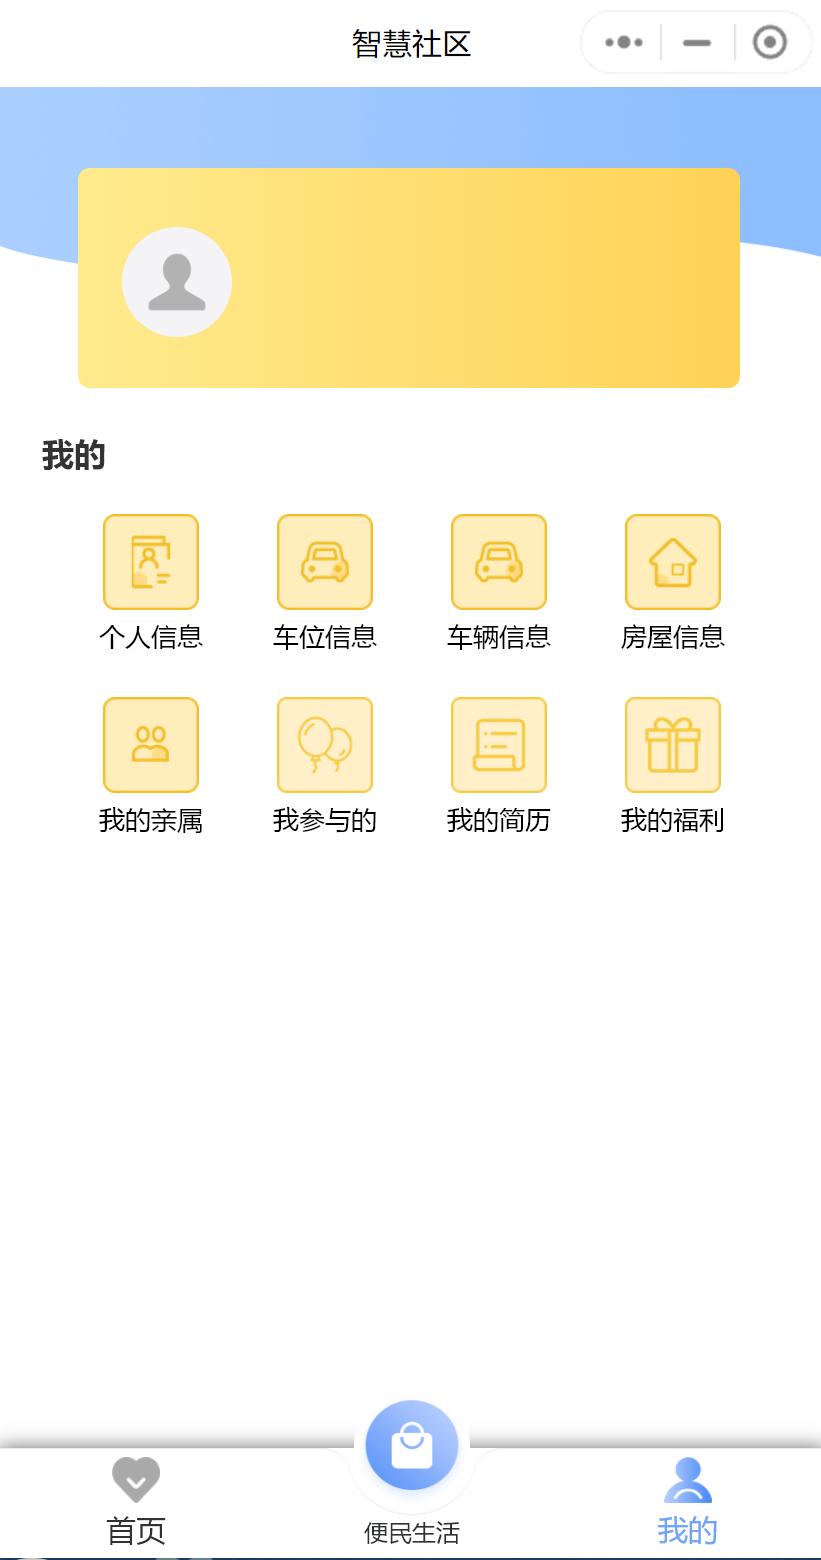 智慧社区
我的
个人信息 车位信息 车辆信息 房屋信息
我的亲属 我参与的 我的简历 我的福利
首页 便民生活 我的